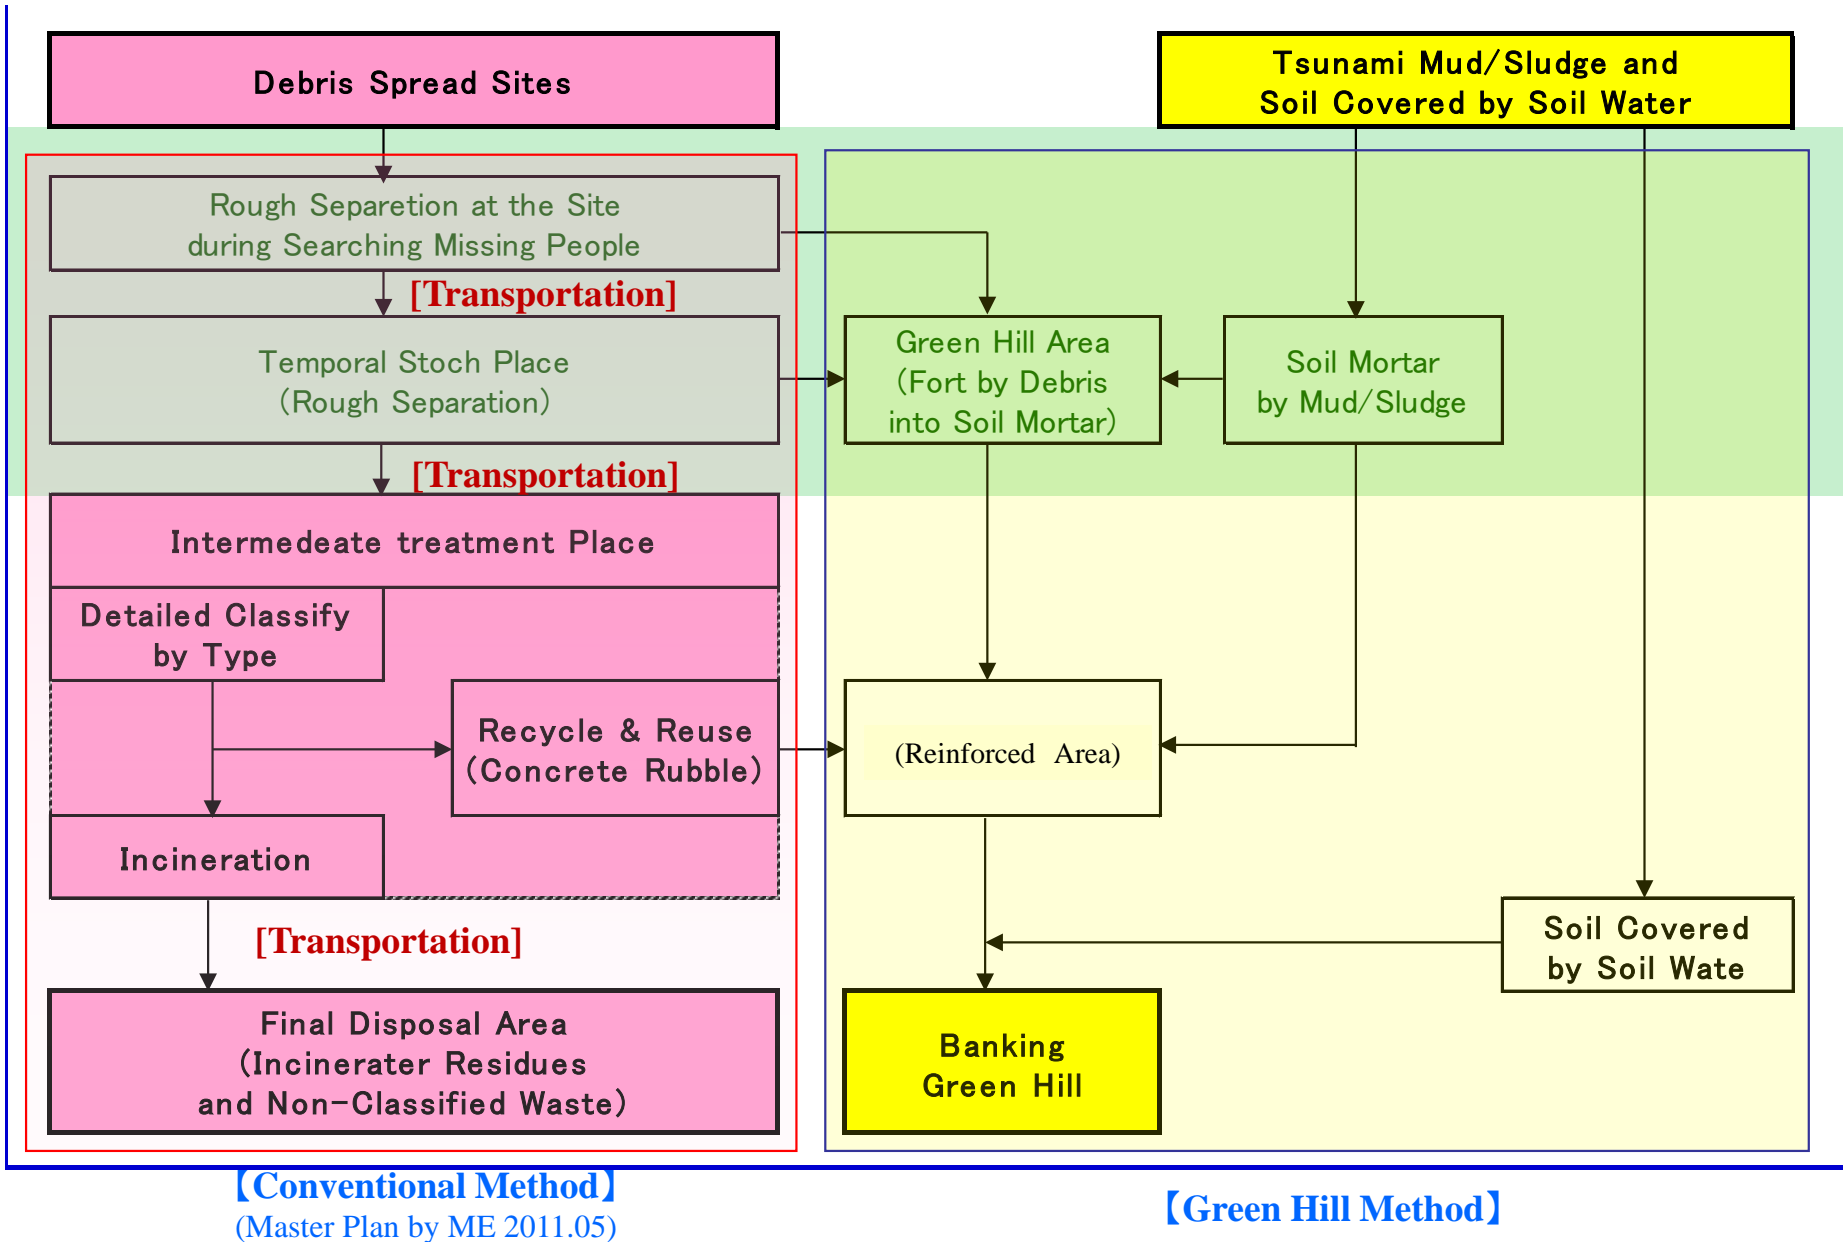 Debris Spread Sites
Tsunami Mud/Sludge and
Soil Covered by Soil Water
Rough Separetion at the Site
during Searching Missing People
[Transportation]
Temporal Stoch Place
(Rough Separation)
Green Hill Area
(Fort by Debris
into Soil Mortar)
Soil Mortar
by Mud/Sludge
[Transportation]
Intermedeate treatment Place
Detailed Classify
by Type
Recycle & Reuse
(Concrete Rubble)
(Reinforced Area)
Incineration
[Transportation]
Soil Covered
by Soil Wate
Final Disposal Area
(Incinerater Residues
and Non-Classified Waste)
Banking
Green Hill
【Conventional Method】
(Master Plan by ME 2011.05)
【Green Hill Method】